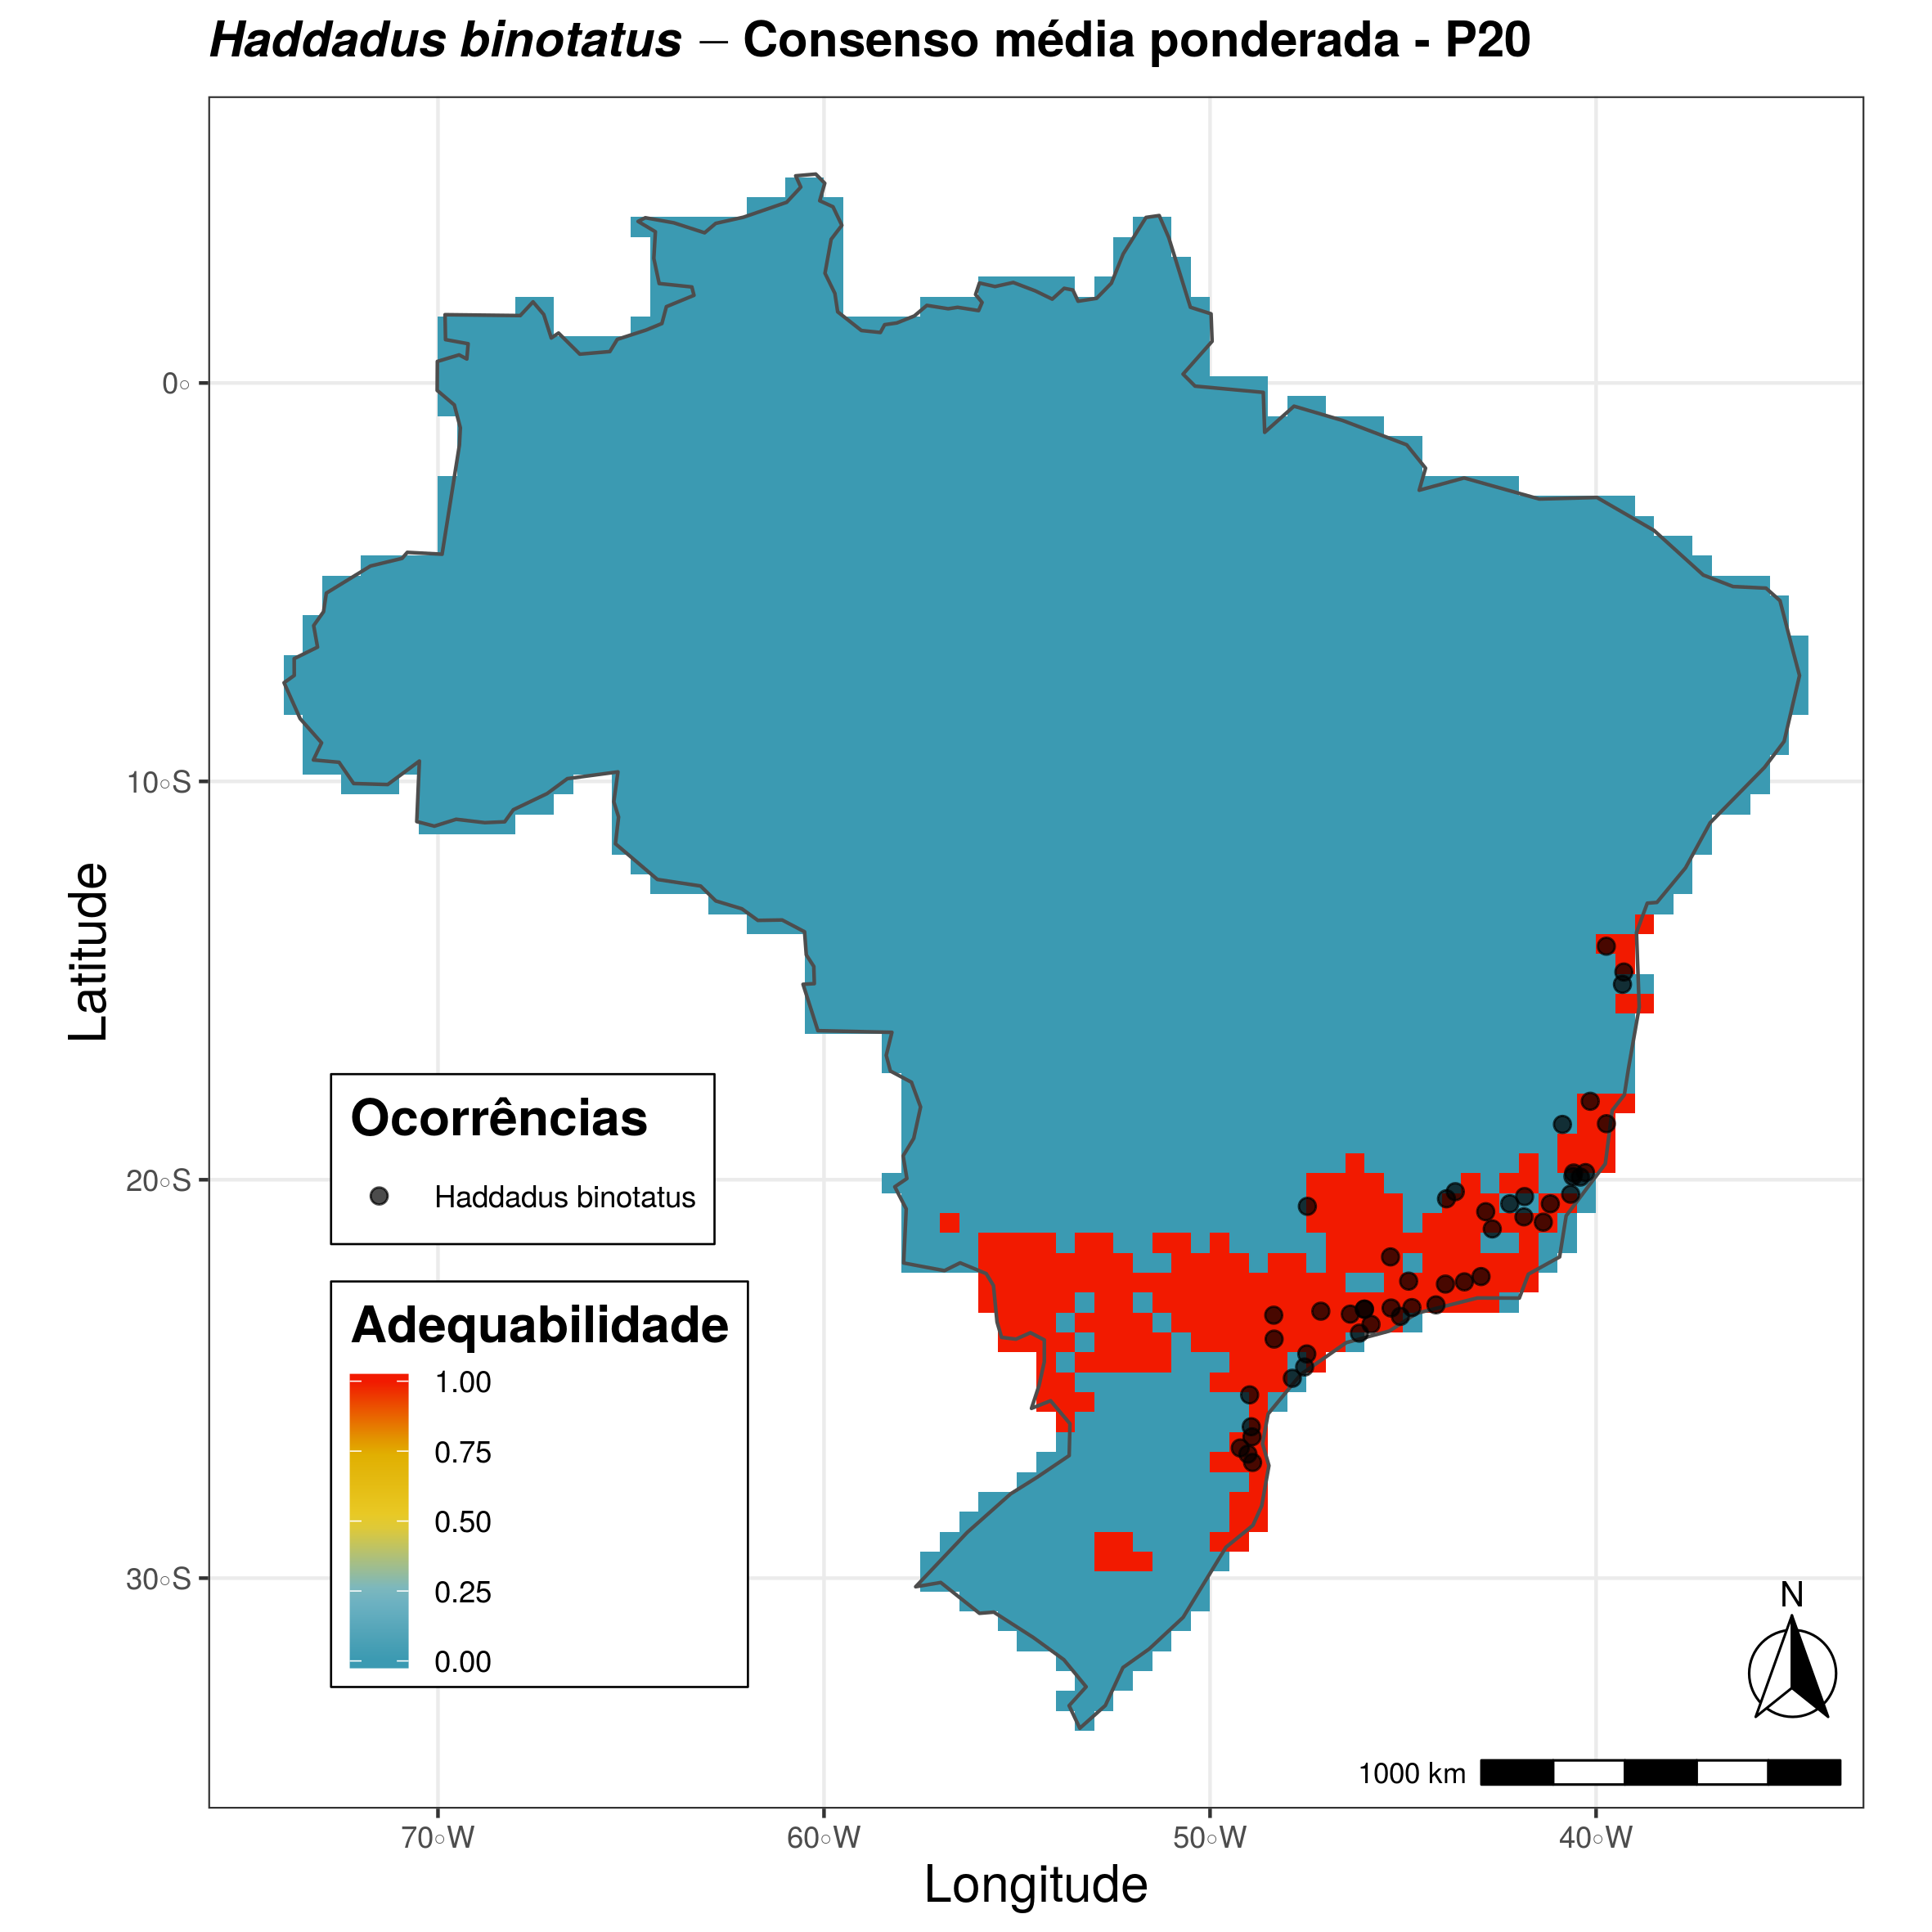 Haddadus binotatus — Consenso média ponderada - P20
Latitude
0◦
10◦S
20◦S
30◦S
Ocorrências
Haddadus binotatus
Adequabilidade
1.00
0.75
0.50
0.25
0.00
N
1000 km
70◦W
60◦W
50◦W
40◦W
Longitude